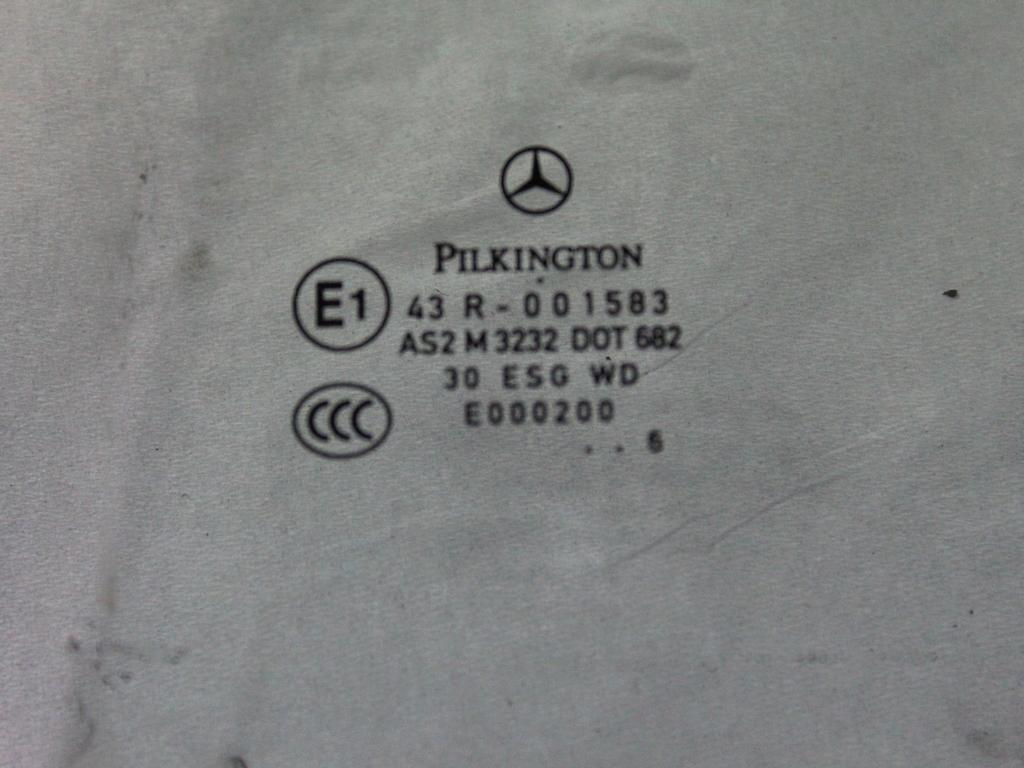 PILKINGTON
E1
43 R - 001583
AS2 M 3232 DOT 682
30 ESG WD
CCC
E000200
. . 6